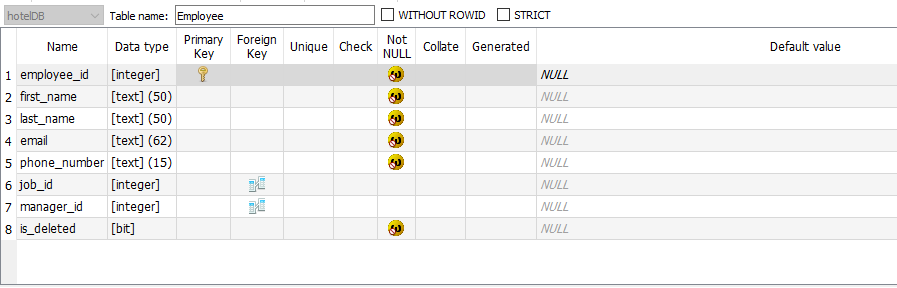 hotelDB Table name: Employee WITHOUT ROWID STRICT
Name Data type Primary Key Foreign Key Unique Check Not NULL Collate Generated Default value
1 employee_id [integer] NULL
2 first_name [text] (50) NULL
3 last_name [text] (50) NULL
4 email [text] (62) NULL
5 phone_number [text] (15) NULL
6 job_id [integer] NULL
7 manager_id [integer] NULL
8 is_deleted [bit] NULL